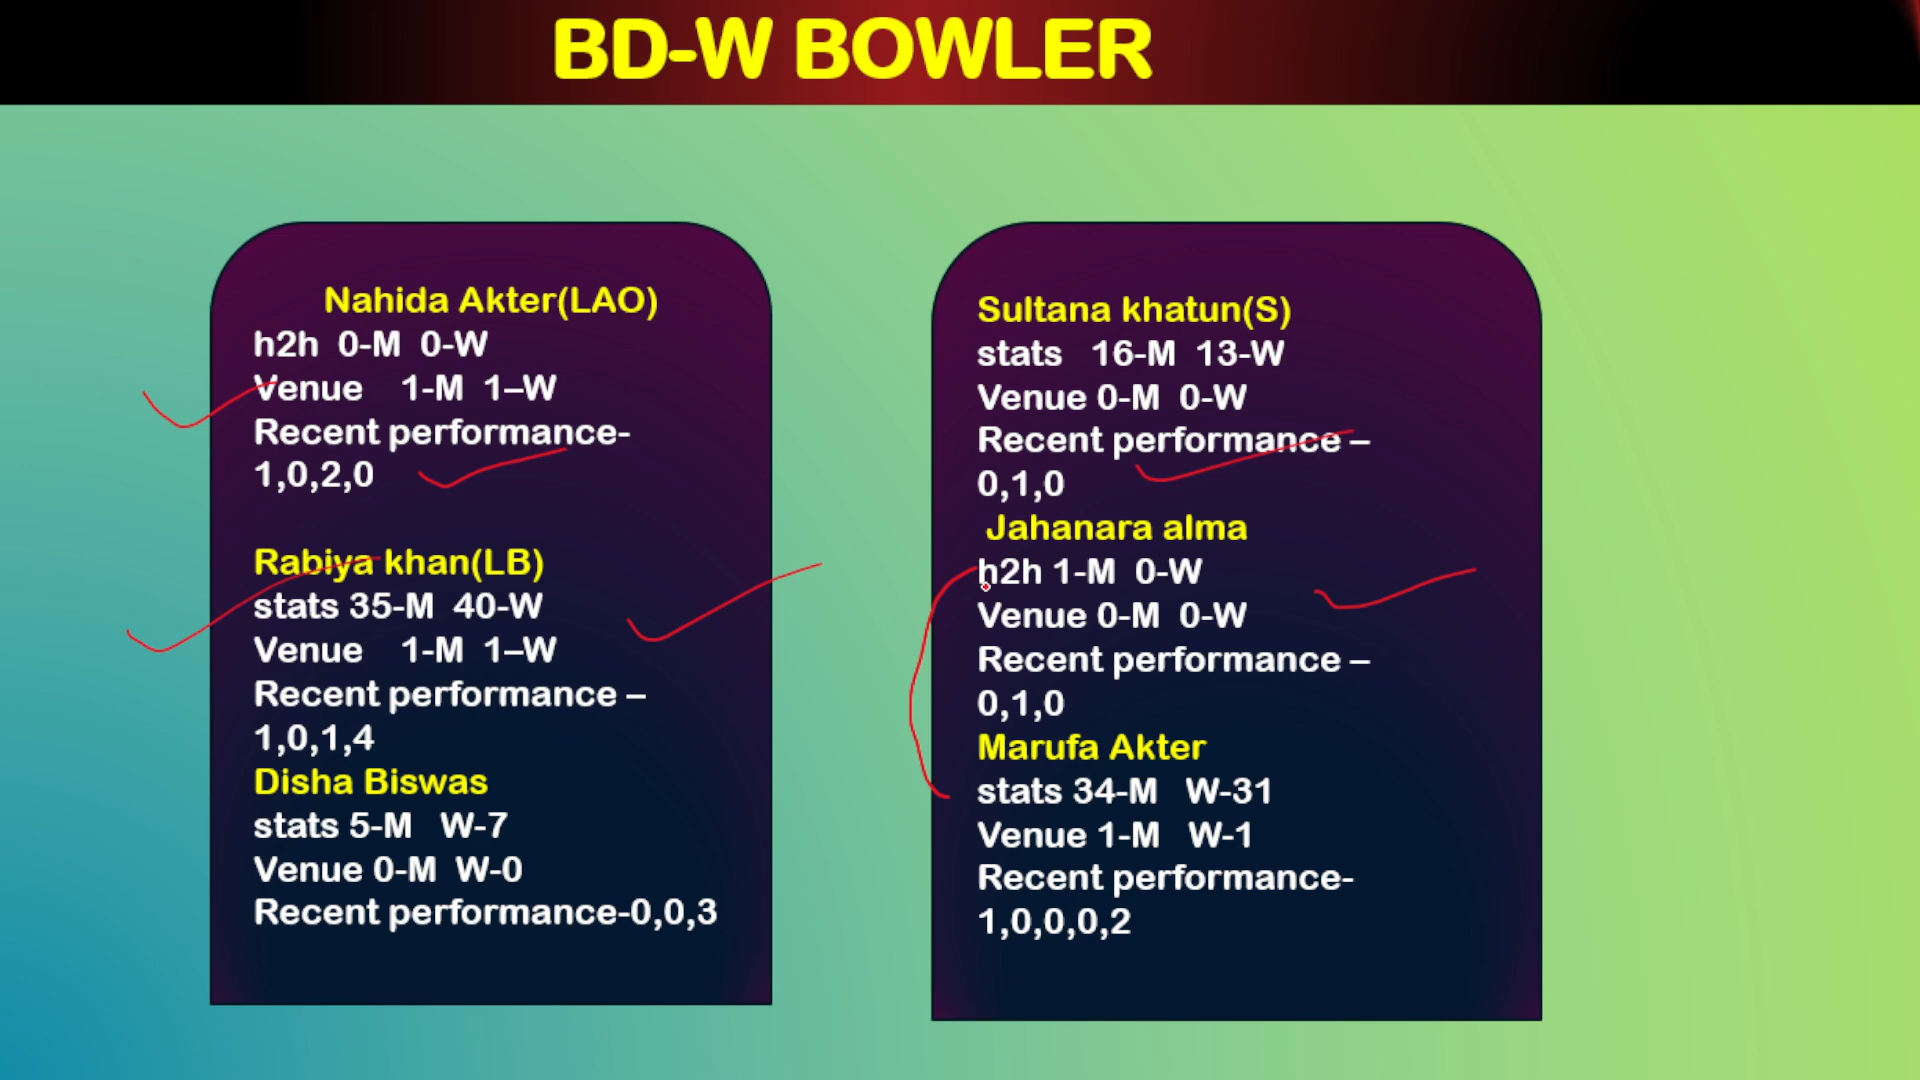 BD-W BOWLER
Nahida Akter(LAO)
h2h 0-M 0-W
Venue 1-M 1–W
Recent performance-
1,0,2,0
Rabiya khan(LB)
stats 35-M 40-W
Venue 1-M 1–W
Recent performance –
1,0,1,4
Disha Biswas
stats 5-M W-7
Venue 0-M W-0
Recent performance-0,0,3
Sultana khatun(S)
stats 16-M 13-W
Venue 0-M 0-W
Recent performance –
0,1,0
Jahanara alma
h2h 1-M 0-W
Venue 0-M 0-W
Recent performance –
0,1,0
Marufa Akter
stats 34-M W-31
Venue 1-M W-1
Recent performance-
1,0,0,0,2